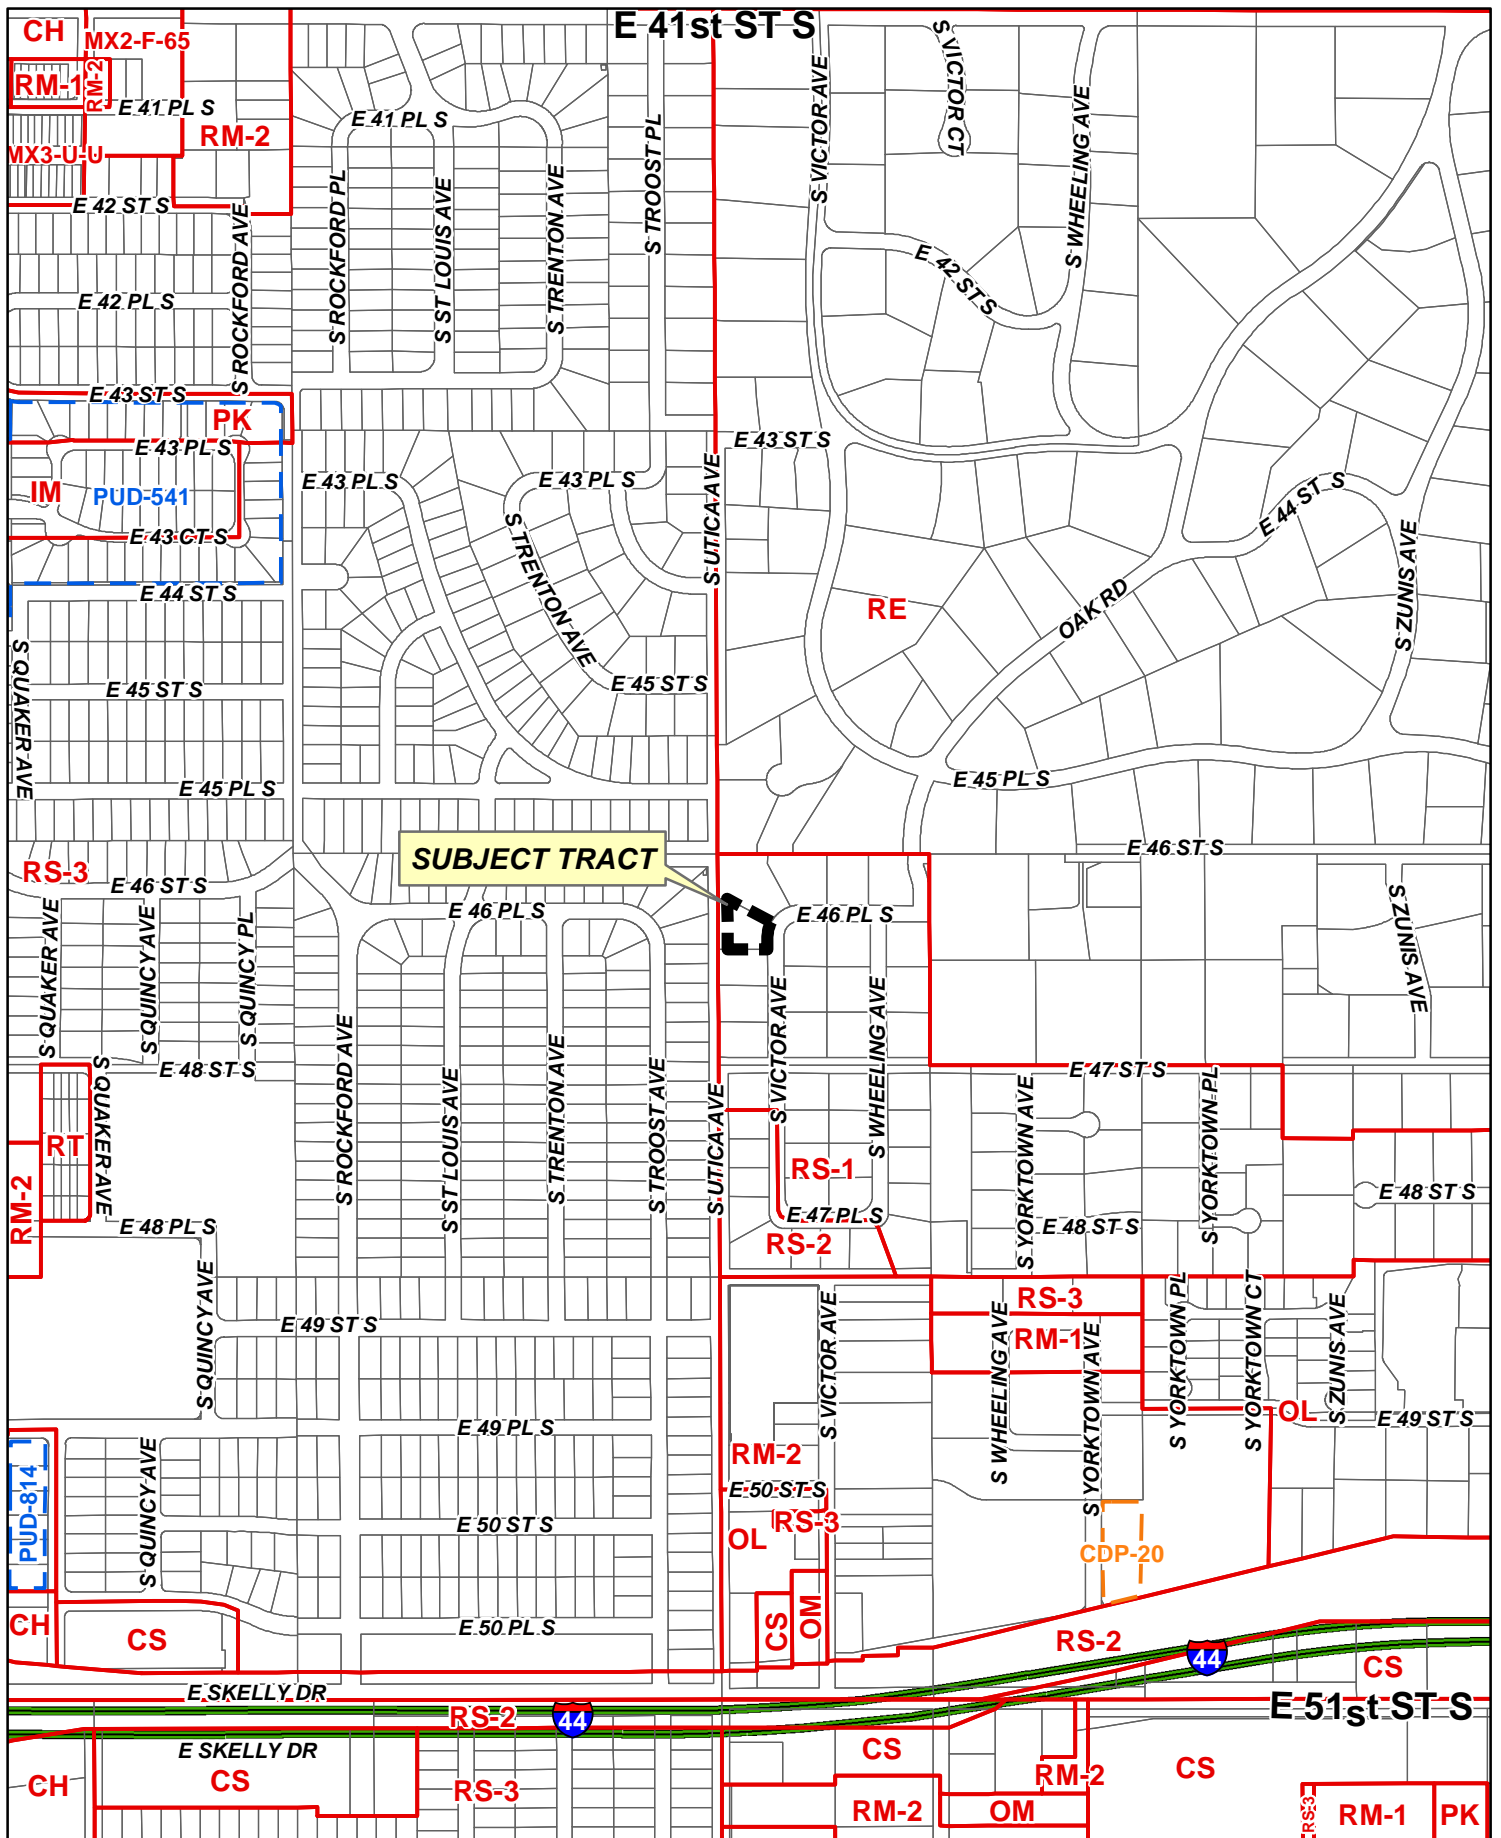 E 41st ST S
CH
MX2-F-65
RM-1
RM-2
E 41 PL S
RM-2
MX3-U-U
E 42 ST S
E 41 PL S
S ROCKFORD AVE
S ROCKFORD PL
S ST LOUIS AVE
S TRENTON AVE
S TROOST PL
S VICTOR AVE
S VICTOR CT
S WHEELING AVE
E 42 ST S
E 42 PL S
E 43 ST S
PK
E 43 PL S
IM
PUD-541
E 43 CT S
E 44 ST S
E 43 PL S
E 43 PL S
S TRENTON AVE
S UTICA AVE
E 43 ST S
E 44 ST S
RE
OAK RD
S ZUNIS AVE
S QUAKER AVE
E 45 ST S
E 45 ST S
E 45 PL S
E 45 PL S
SUBJECT TRACT
E 46 ST S
RS-3
E 46 ST S
E 46 PL S
E 46 PL S
S QUAKER AVE
S QUINCY AVE
S QUINCY PL
S ZUNIS AVE
S ROCKFORD AVE
S ST LOUIS AVE
S TRENTON AVE
S TROOST AVE
S UTICA AVE
S VICTOR AVE
S WHEELING AVE
E 48 ST S
E 47 ST S
S QUAKER AVE
RT
RM-2
RS-1
S YORKTOWN AVE
S YORKTOWN PL
E 48 ST S
E 48 PL S
E 47 PL S
E 48 ST S
RS-2
S QUINCY AVE
E 49 ST S
S VICTOR AVE
RS-3
RM-1
S WHEELING AVE
S YORKTOWN AVE
S YORKTOWN PL
S YORKTOWN CT
S ZUNIS AVE
OL
E 49 ST S
E 49 PL S
RM-2
PUD-814
S QUINCY AVE
E 50 ST S
E 50 ST S
OL
RS-3
CDP-20
CH
CS
E 50 PL S
CS
OM
RS-2
44
CS
E SKELLY DR
RS-2
44
E 51st ST S
E SKELLY DR
CH
CS
RS-3
CS
RM-2
CS
RM-2
OM
RS-3
RM-1
PK